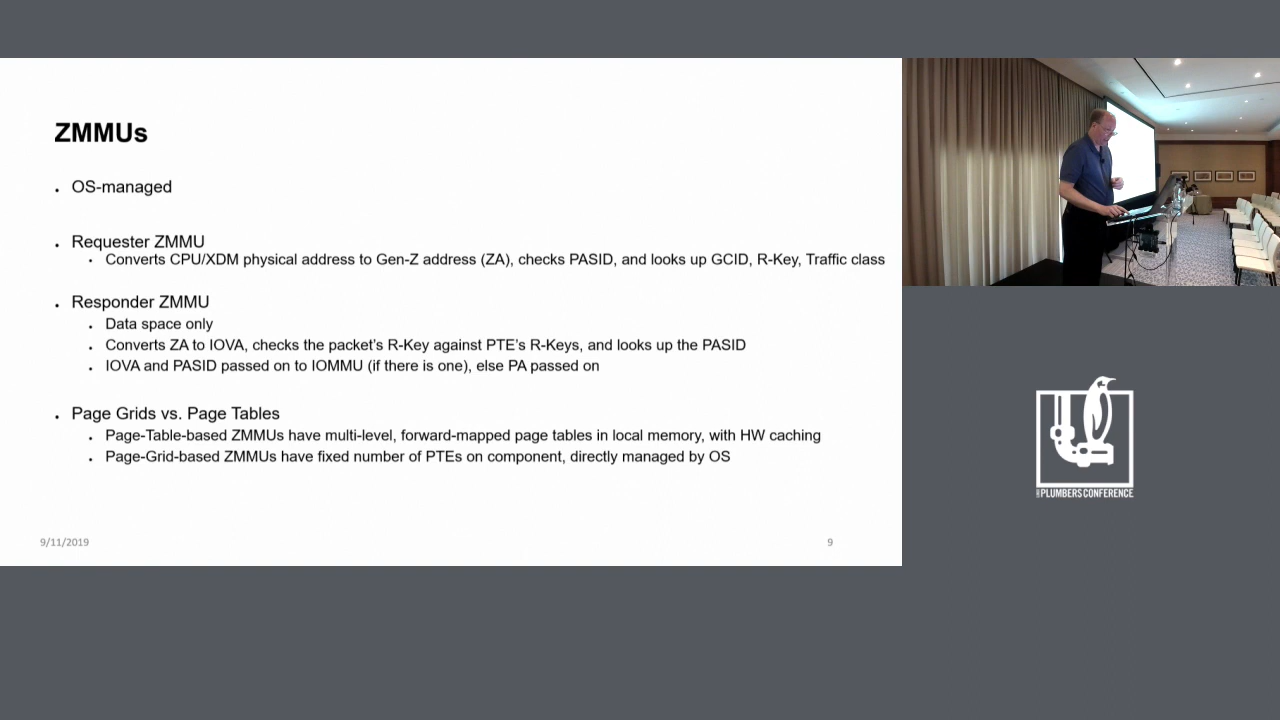 ZMMUs
OS-managed
Requester ZMMU
Converts CPU/XDM physical address to Gen-Z address (ZA), checks PASID, and looks up GCID, R-Key, Traffic class
Responder ZMMU
Data space only
Converts ZA to IOVA, checks the packet's R-Key against PTE's R-Keys, and looks up the PASID
IOVA and PASID passed on to IOMMU (if there is one), else PA passed on
Page Grids vs. Page Tables
Page-Table-based ZMMUs have multi-level, forward-mapped page tables in local memory, with HW caching
Page-Grid-based ZMMUs have fixed number of PTEs on component, directly managed by OS
9/11/2019
9
PLUMBERS CONFERENCE